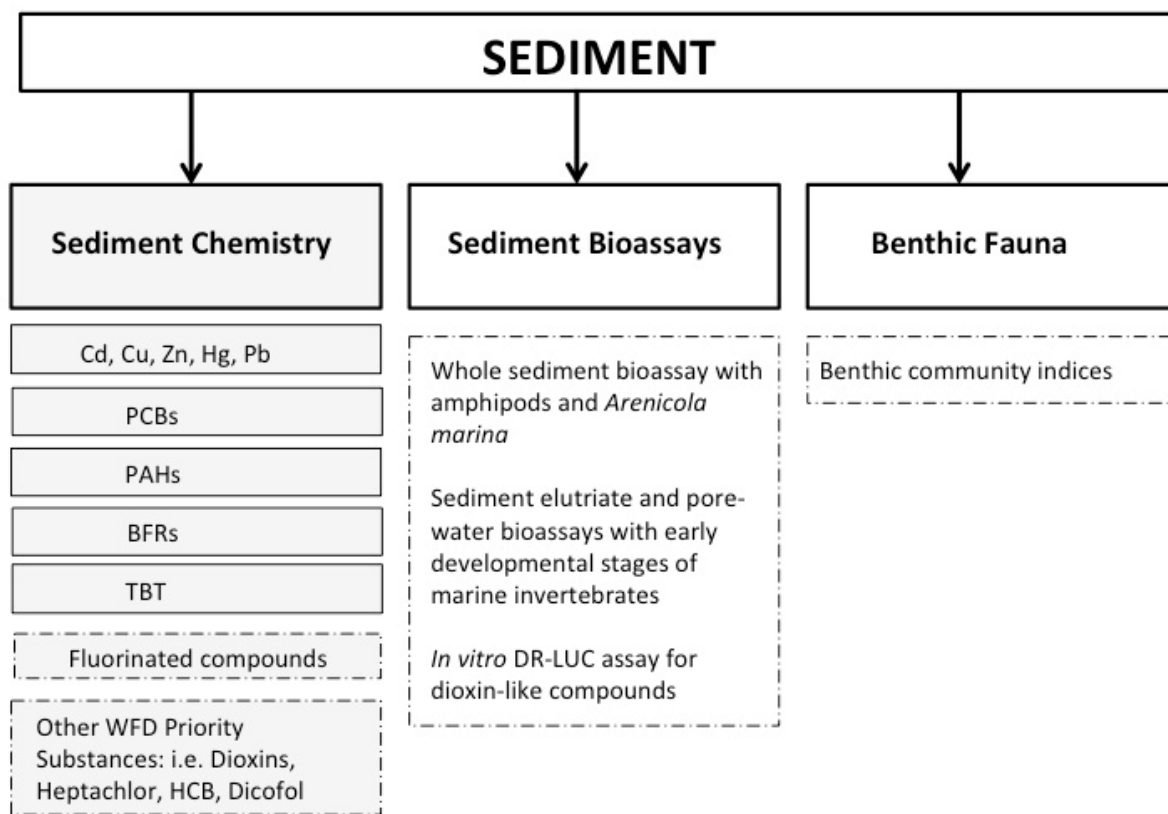 SEDIMENT
Sediment Chemistry
Cd, Cu, Zn, Hg, Pb
PCBs
PAHs
BFRs
TBT
Fluorinated compounds
Other WFD Priority
Substances: i.e. Dioxins,
Heptachlor, HCB, Dicofol
Sediment Bioassays
Whole sediment bioassay with
amphipods and Arenicola
marina
Sediment elutriate and pore-
water bioassays with early
developmental stages of
marine invertebrates
In vitro DR-LUC assay for
dioxin-like compounds
Benthic Fauna
Benthic community indices